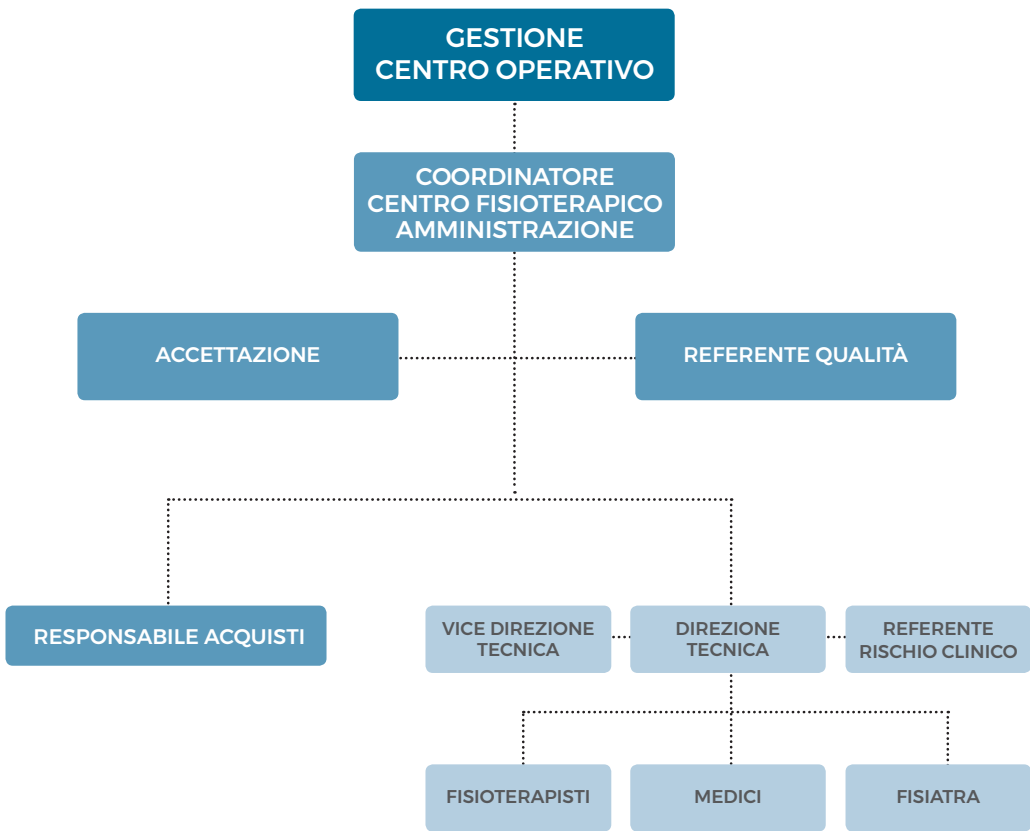 GESTIONE
CENTRO OPERATIVO
COORDINATORE
CENTRO FISIOTERAPICO
AMMINISTRAZIONE
ACCETTAZIONE
REFERENTE QUALITÀ
RESPONSABILE ACQUISTI
VICE DIREZIONE
TECNICA
DIREZIONE
TECNICA
REFERENTE
RISCHIO CLINICO
FISIOTERAPISTI
MEDICI
FISIATRA